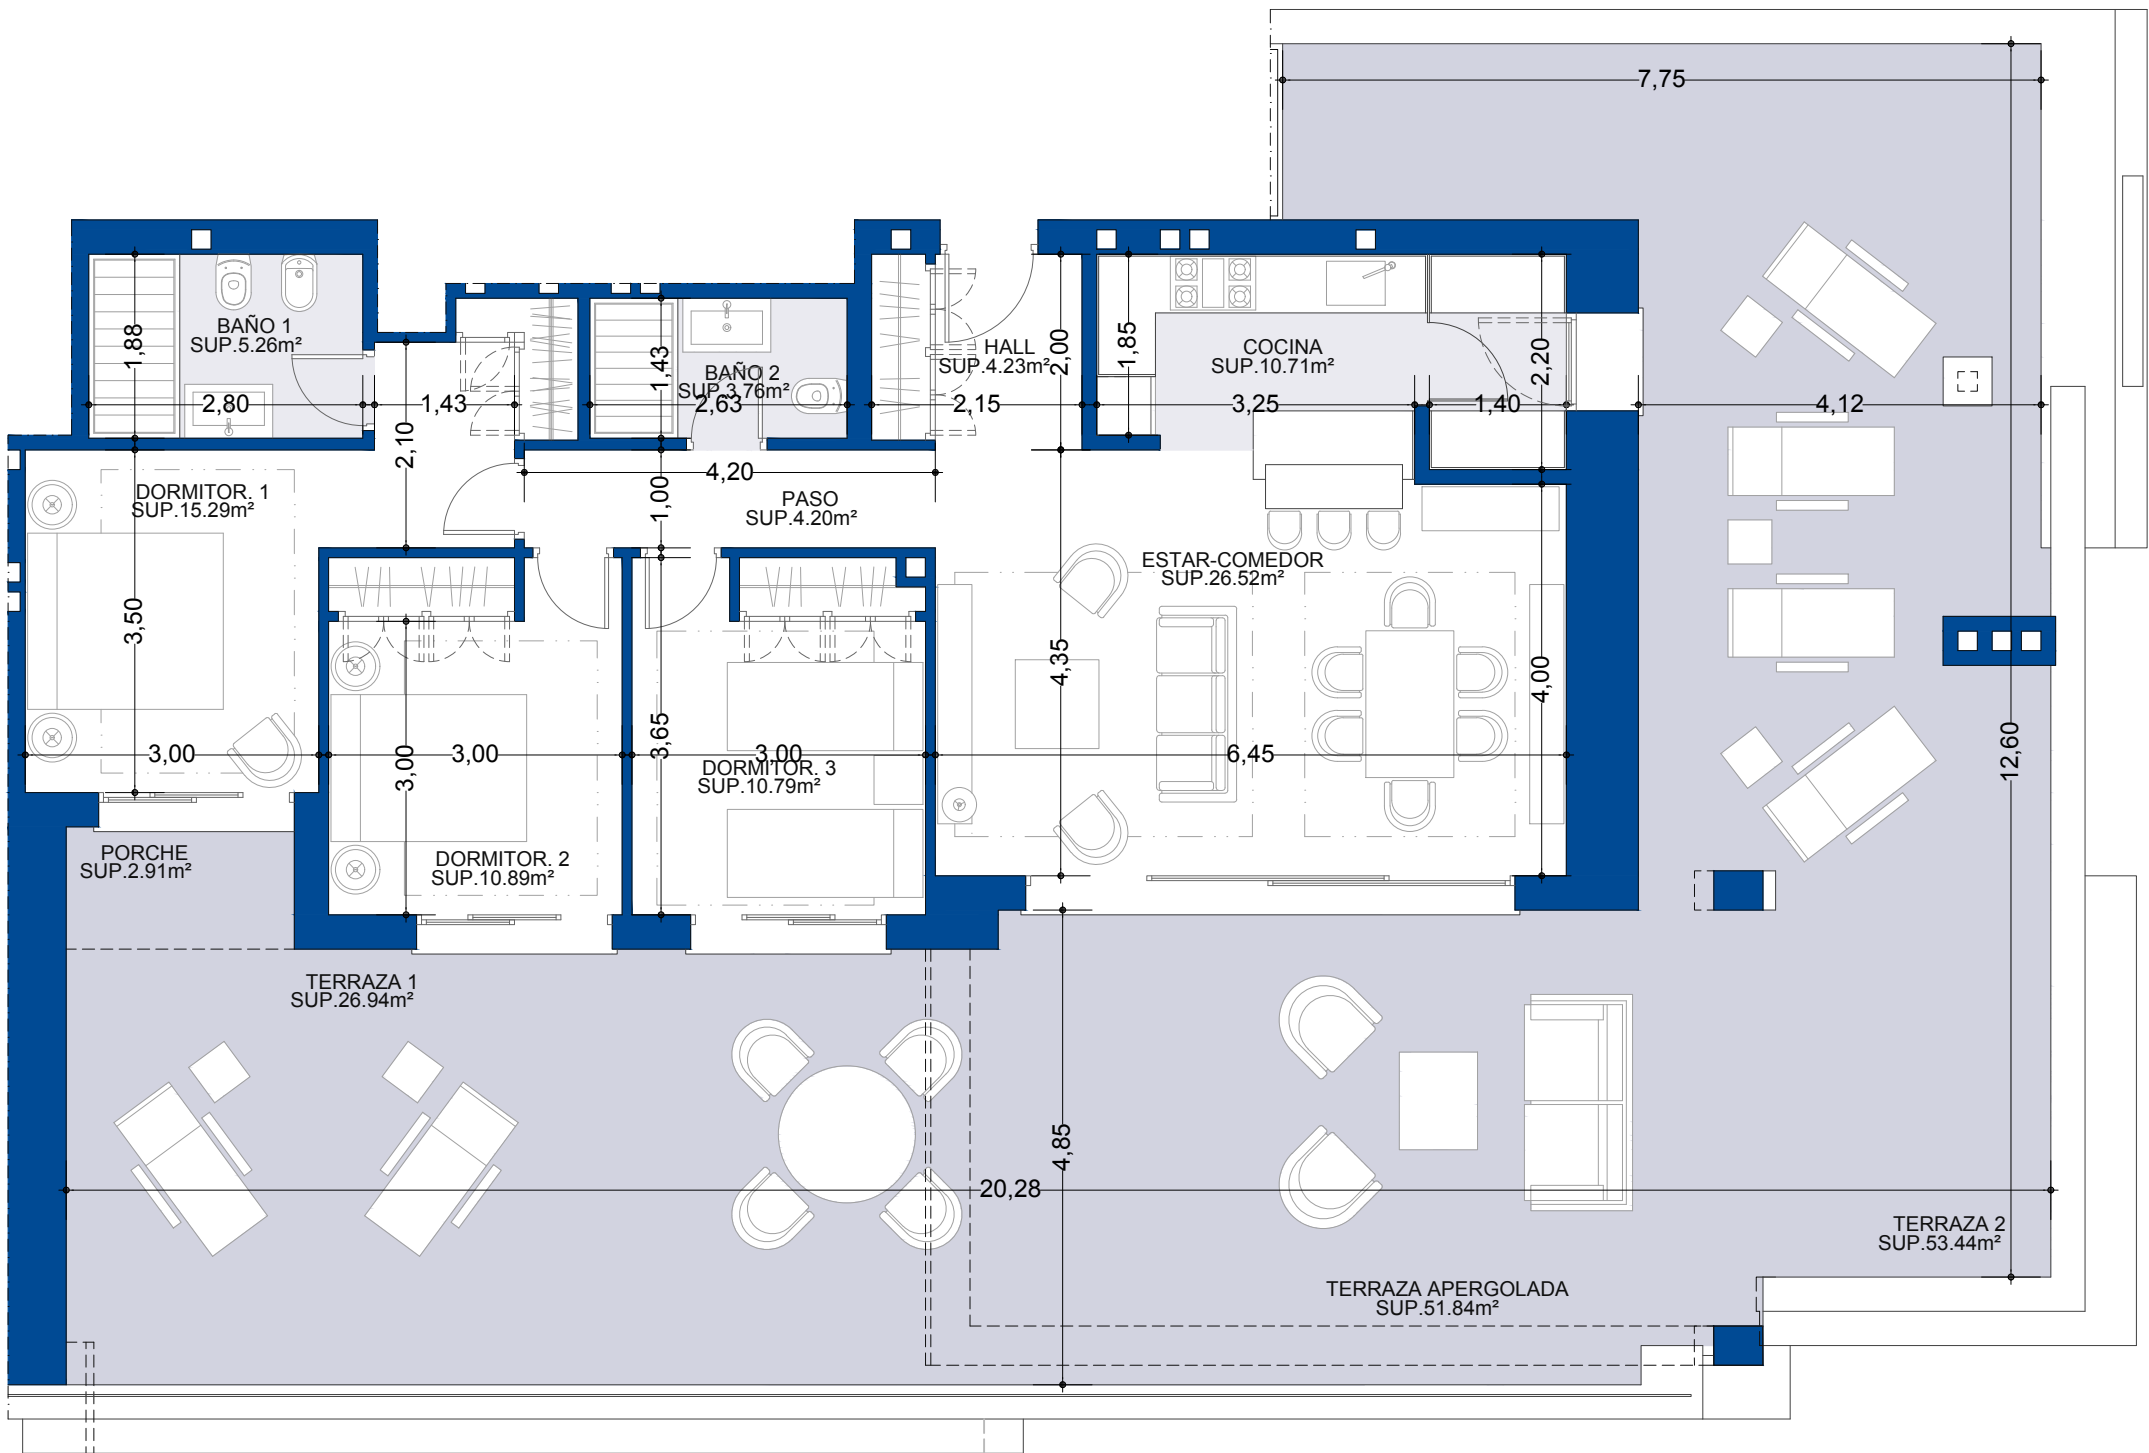 7,75
BAÑO 1
SUP.5.26m²
1,88
2,80
1,43
2,10
BAÑO 2
SUP.3.76m²
1,43
2,63
HALL
SUP.4.23m²
2,00
2,15
1,85
COCINA
SUP.10.71m²
2,20
3,25
1,40
4,12
DORMITOR. 1
SUP.15.29m²
4,20
1,00
PASO
SUP.4.20m²
ESTAR-COMEDOR
SUP.26.52m²
3,50
4,35
4,00
3,00
3,00
3,00
3,65
3,00
DORMITOR. 3
SUP.10.79m²
6,45
12,60
PORCHE
SUP.2.91m²
DORMITOR. 2
SUP.10.89m²
TERRAZA 1
SUP.26.94m²
4,85
20,28
TERRAZA 2
SUP.53.44m²
TERRAZA APERGOLADA
SUP.51.84m²